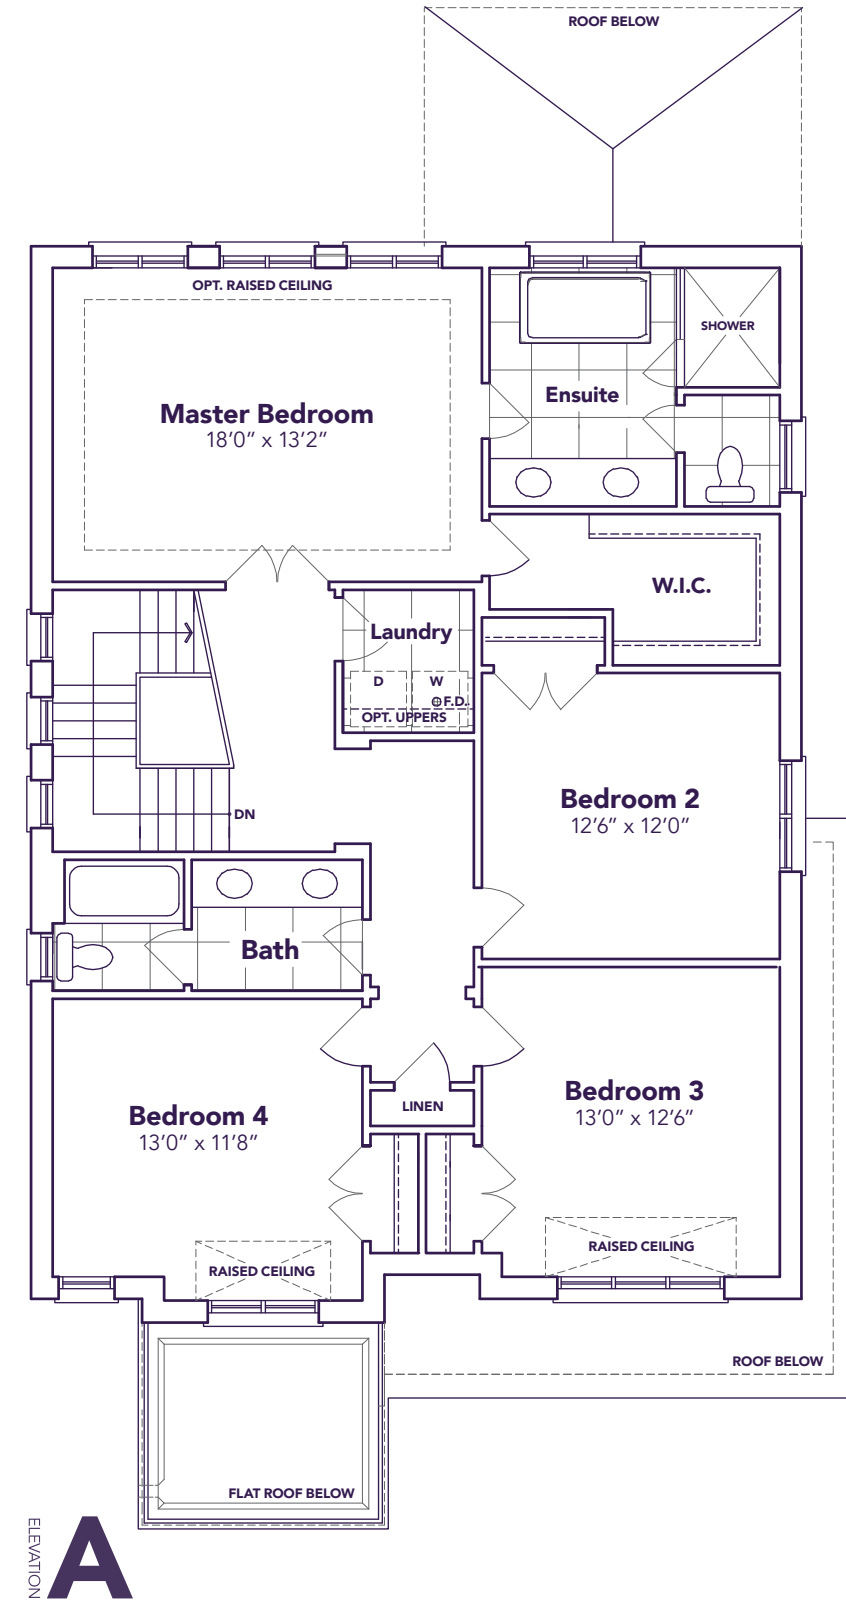 ROOF BELOW
OPT. RAISED CEILING
SHOWER
Ensuite
Master Bedroom
18’0” x 13’2”
W.I.C.
Laundry
D W
F.D.
OPT. UPPERS
Bedroom 2
12’6” x 12’0”
DN
Bath
Bedroom 3
13’0” x 12’6”
LINEN
Bedroom 4
13’0” x 11’8”
RAISED CEILING
RAISED CEILING
ROOF BELOW
FLAT ROOF BELOW
ELEVATION
A